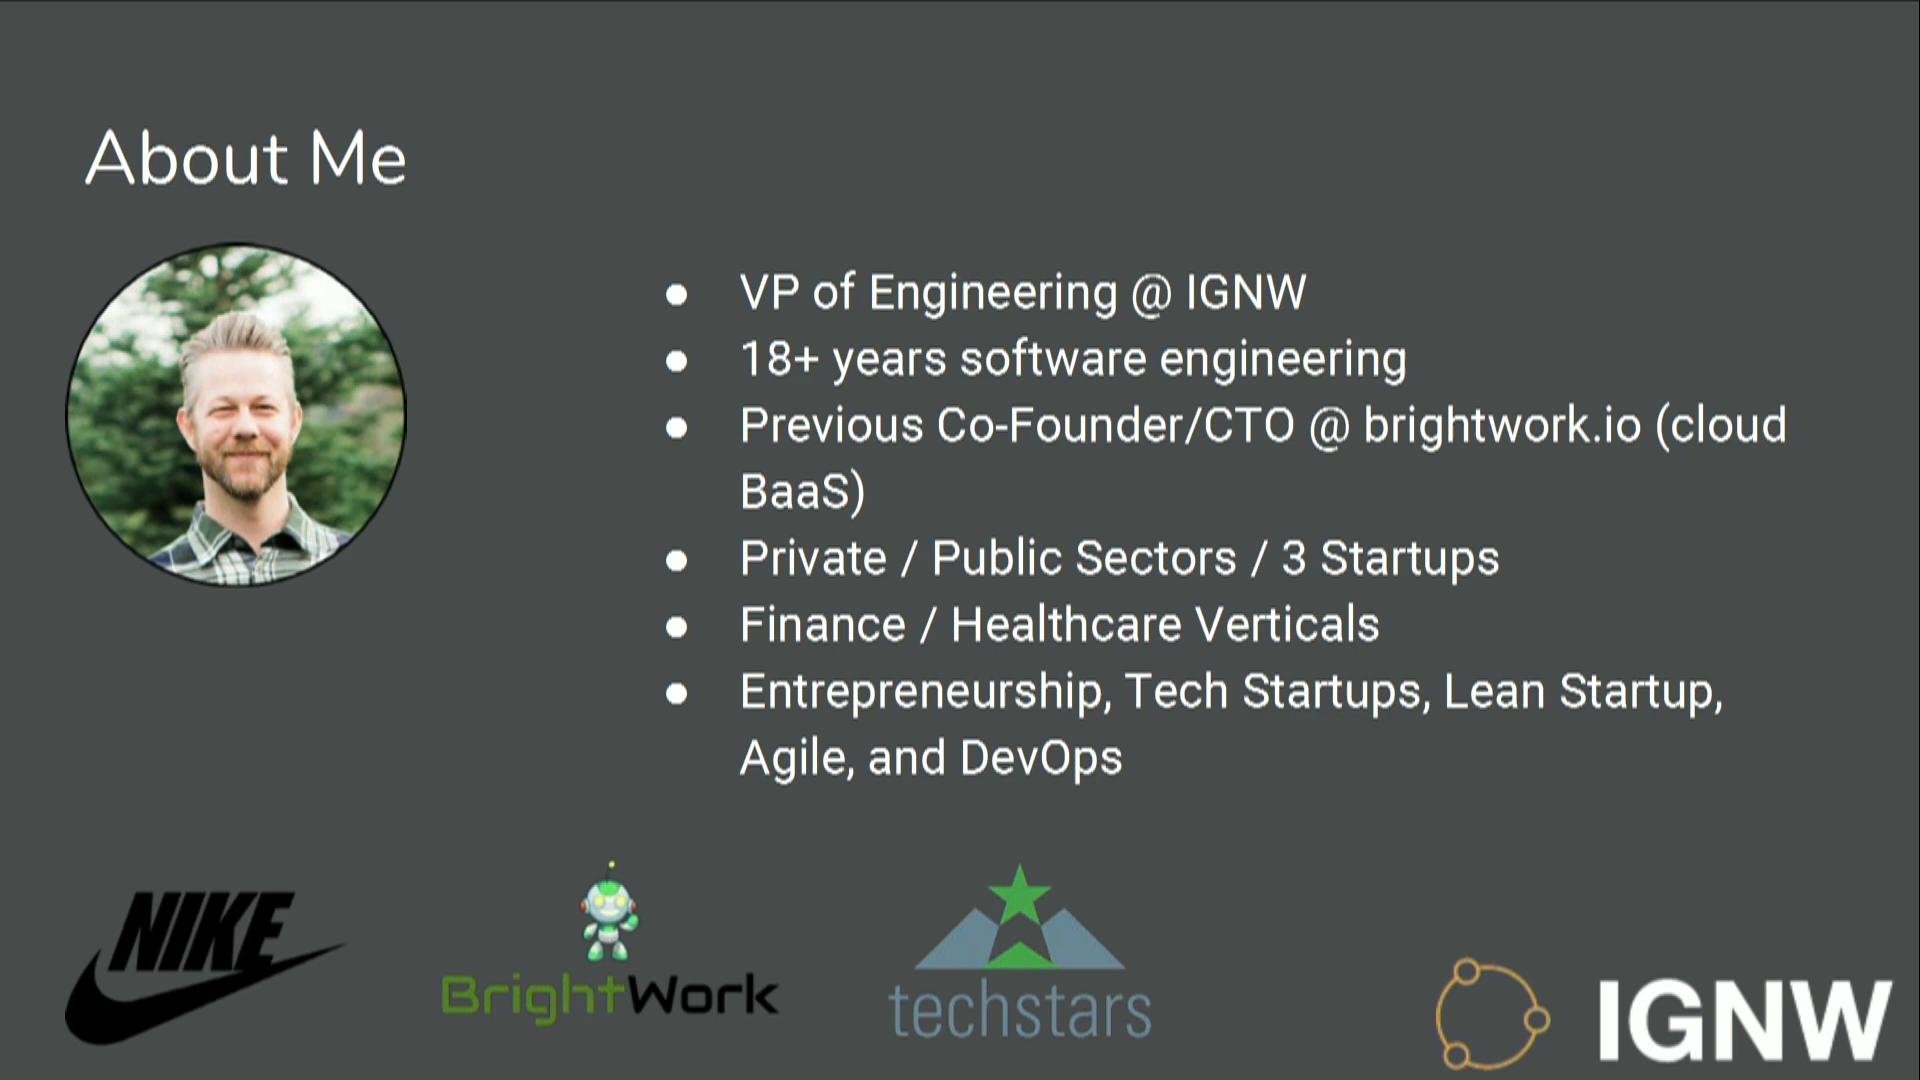 About Me
● VP of Engineering @ IGNW
● 18+ years software engineering
● Previous Co-Founder/CTO @ brightwork.io (cloud
BaaS)
● Private / Public Sectors / 3 Startups
● Finance / Healthcare Verticals
● Entrepreneurship, Tech Startups, Lean Startup,
Agile, and DevOps
NIKE
BrightWork
techstars
IGNW